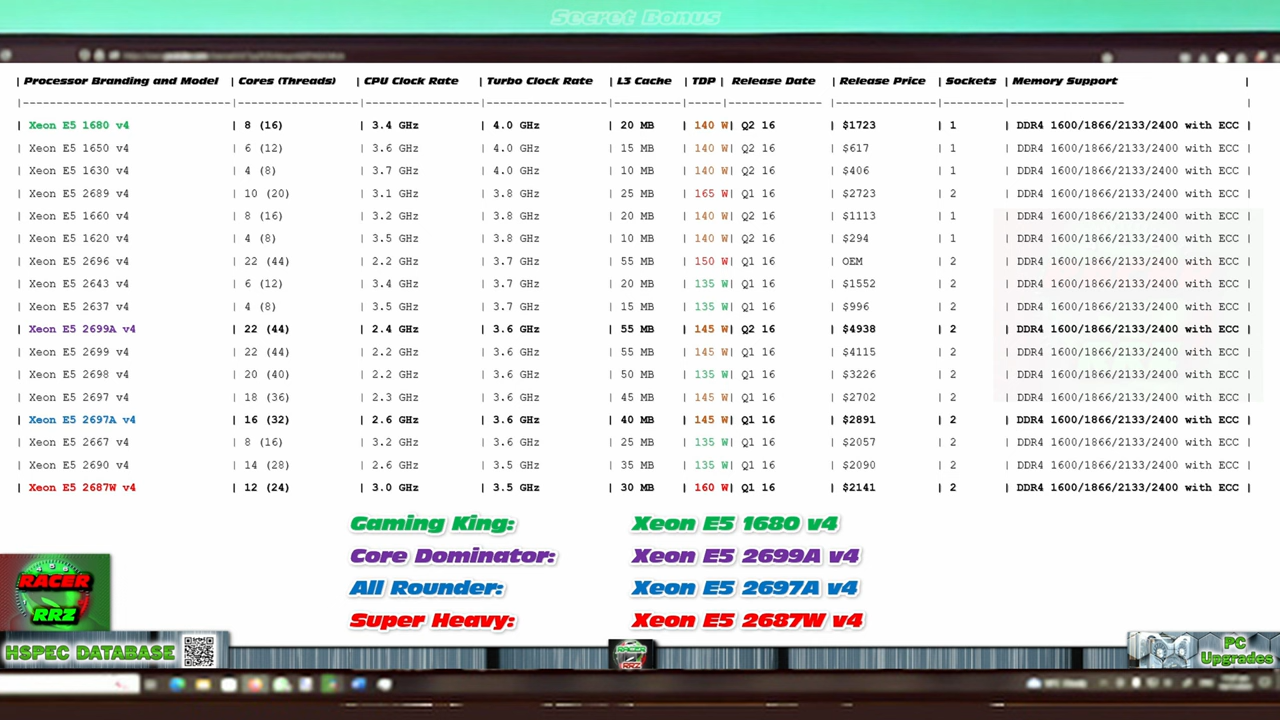 Secret Bonus
| Processor Branding and Model | Cores (Threads) | CPU Clock Rate | Turbo Clock Rate | L3 Cache | TDP | Release Date | Release Price | Sockets | Memory Support |
| Xeon E5 1680 v4 | 8 (16) | 3.4 GHz | 4.0 GHz | 20 MB | 140 W| Q2 16 | $1723 | 1 | DDR4 1600/1866/2133/2400 with ECC |
| Xeon E5 1650 v4 | 6 (12) | 3.6 GHz | 4.0 GHz | 15 MB | 140 W| Q2 16 | $617 | 1 | DDR4 1600/1866/2133/2400 with ECC |
| Xeon E5 1630 v4 | 4 (8) | 3.7 GHz | 4.0 GHz | 10 MB | 140 W| Q2 16 | $406 | 1 | DDR4 1600/1866/2133/2400 with ECC |
| Xeon E5 2689 v4 | 10 (20) | 3.1 GHz | 3.8 GHz | 25 MB | 165 W| Q1 16 | $2723 | 2 | DDR4 1600/1866/2133/2400 with ECC |
| Xeon E5 1660 v4 | 8 (16) | 3.2 GHz | 3.8 GHz | 20 MB | 140 W| Q2 16 | $1113 | 1 | DDR4 1600/1866/2133/2400 with ECC |
| Xeon E5 1620 v4 | 4 (8) | 3.5 GHz | 3.8 GHz | 10 MB | 140 W| Q2 16 | $294 | 1 | DDR4 1600/1866/2133/2400 with ECC |
| Xeon E5 2696 v4 | 22 (44) | 2.2 GHz | 3.7 GHz | 55 MB | 150 W| Q1 16 | OEM | 2 | DDR4 1600/1866/2133/2400 with ECC |
| Xeon E5 2643 v4 | 6 (12) | 3.4 GHz | 3.7 GHz | 20 MB | 135 W| Q1 16 | $1552 | 2 | DDR4 1600/1866/2133/2400 with ECC |
| Xeon E5 2637 v4 | 4 (8) | 3.5 GHz | 3.7 GHz | 15 MB | 135 W| Q1 16 | $996 | 2 | DDR4 1600/1866/2133/2400 with ECC |
| Xeon E5 2699A v4 | 22 (44) | 2.4 GHz | 3.6 GHz | 55 MB | 145 W| Q2 16 | $4938 | 2 | DDR4 1600/1866/2133/2400 with ECC |
| Xeon E5 2699 v4 | 22 (44) | 2.2 GHz | 3.6 GHz | 55 MB | 145 W| Q1 16 | $4115 | 2 | DDR4 1600/1866/2133/2400 with ECC |
| Xeon E5 2698 v4 | 20 (40) | 2.2 GHz | 3.6 GHz | 50 MB | 135 W| Q1 16 | $3226 | 2 | DDR4 1600/1866/2133/2400 with ECC |
| Xeon E5 2697 v4 | 18 (36) | 2.3 GHz | 3.6 GHz | 45 MB | 145 W| Q1 16 | $2702 | 2 | DDR4 1600/1866/2133/2400 with ECC |
| Xeon E5 2697A v4 | 16 (32) | 2.6 GHz | 3.6 GHz | 40 MB | 145 W| Q1 16 | $2891 | 2 | DDR4 1600/1866/2133/2400 with ECC |
| Xeon E5 2667 v4 | 8 (16) | 3.2 GHz | 3.6 GHz | 25 MB | 135 W| Q1 16 | $2057 | 2 | DDR4 1600/1866/2133/2400 with ECC |
| Xeon E5 2690 v4 | 14 (28) | 2.6 GHz | 3.5 GHz | 35 MB | 135 W| Q1 16 | $2090 | 2 | DDR4 1600/1866/2133/2400 with ECC |
| Xeon E5 2687W v4 | 12 (24) | 3.0 GHz | 3.5 GHz | 30 MB | 160 W| Q1 16 | $2141 | 2 | DDR4 1600/1866/2133/2400 with ECC |
Gaming King: Xeon E5 1680 v4
Core Dominator: Xeon E5 2699A v4
All Rounder: Xeon E5 2697A v4
Super Heavy: Xeon E5 2687W v4
RACER
RRZ
HSPEC DATABASE
RACER
RRZ
PC
Upgrades